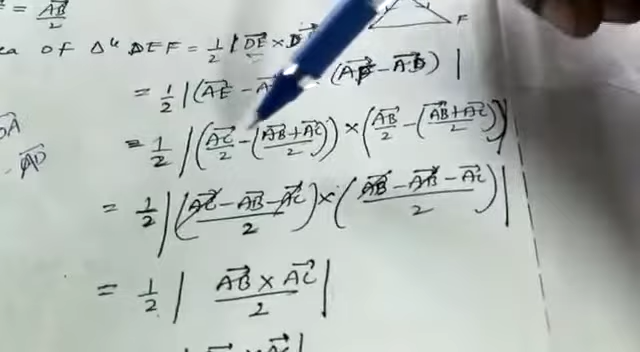 = AB/2
F
OF Δle DEF = 1/2 |DE × D
= 1/2 |(AE - (AF - AD)|
= 1/2 |(AC/2 - (AB + AC/2)) × (AB/2 - (AB + AC/2))|
AD
= 1/2 |(AC - AB - AC/2) × (AB - AB - AC/2)|
= 1/2 | AB × AC/2 |